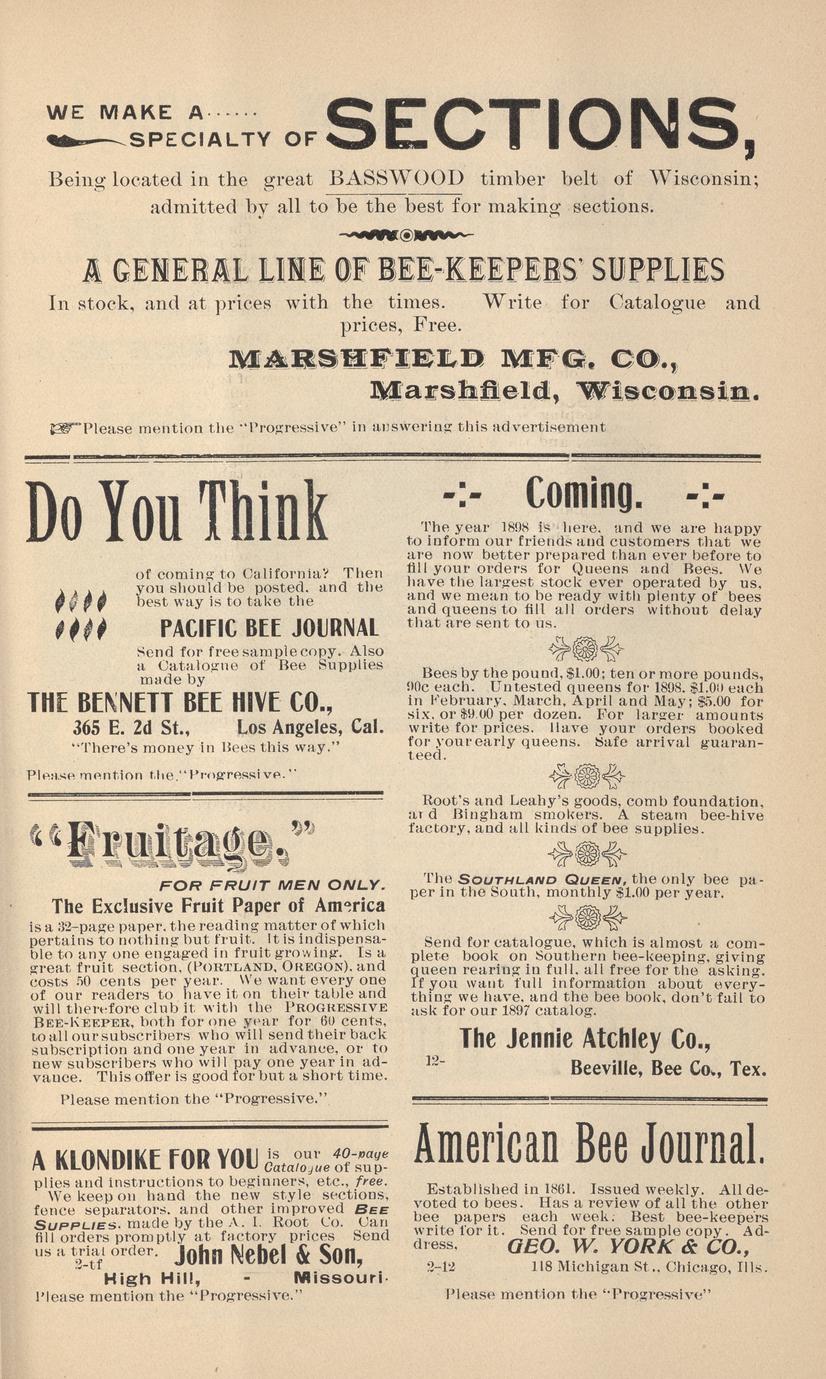 WE MAKE A......
SPECIALTY OF SECTIONS,
Being located in the great BASSWOOD timber belt of Wisconsin;
admitted by all to be the best for making sections.
A GENERAL LINE OF BEE-KEEPERS' SUPPLIES
In stock, and at prices with the times. Write for Catalogue and
prices, Free.
MARSHFIELD MFG. CO.,
Marshfield, Wisconsin.
☞Please mention the "Progressive" in answering this advertisement
Do You Think
of coming to California? Then
you should be posted, and the
best way is to take the
PACIFIC BEE JOURNAL
Send for free sample copy. Also
a Catalogue of Bee Supplies
made by
THE BENNETT BEE HIVE CO.,
365 E. 2d St., Los Angeles, Cal.
"There's money in Bees this way."
Please mention the "Progressive."
"Fruitage."
FOR FRUIT MEN ONLY.
The Exclusive Fruit Paper of America
is a 32-page paper, the reading matter of which
pertains to nothing but fruit. It is indispensa-
ble to any one engaged in fruit growing. Is a
great fruit section, (PORTLAND, OREGON), and
costs 50 cents per year. We want every one
of our readers to have it on their table and
will therefore club it with the PROGRESSIVE
BEE-KEEPER, both for one year for 60 cents,
to all our subscribers who will send their back
subscription and one year in advance, or to
new subscribers who will pay one year in ad-
vance. This offer is good for but a short time.
Please mention the "Progressive."
A KLONDIKE FOR YOU is our 40-page
Catalogue of sup-
plies and instructions to beginners, etc., free.
We keep on hand the new style sections,
fence separators, and other improved BEE
SUPPLIES, made by the A. I. Root Co. Can
fill orders promptly at factory prices Send
us a trial order. John Nebel & Son,
2-tf
High Hill, - Missouri.
Please mention the "Progressive."
-:- Coming. -:-
The year 1898 is here, and we are happy
to inform our friends and customers that we
are now better prepared than ever before to
fill your orders for Queens and Bees. We
have the largest stock ever operated by us,
and we mean to be ready with plenty of bees
and queens to fill all orders without delay
that are sent to us.
Bees by the pound, $1.00; ten or more pounds,
90c each. Untested queens for 1898, $1.00 each
in February, March, April and May; $5.00 for
six, or $9.00 per dozen. For larger amounts
write for prices. Have your orders booked
for your early queens. Safe arrival guaran-
teed.
Root's and Leahy's goods, comb foundation,
ar d Bingham smokers. A steam bee-hive
factory, and all kinds of bee supplies.
The SOUTHLAND QUEEN, the only bee pa-
per in the South, monthly $1.00 per year.
Send for catalogue, which is almost a com-
plete book on Southern bee-keeping, giving
queen rearing in full, all free for the asking.
If you want full information about every-
thing we have, and the bee book, don't fail to
ask for our 1897 catalog.
The Jennie Atchley Co.,
12- Beeville, Bee Co., Tex.
American Bee Journal.
Established in 1861. Issued weekly. All de-
voted to bees. Has a review of all the other
bee papers each week. Best bee-keepers
write for it. Send for free sample copy. Ad-
dress, GEO. W. YORK & CO.,
2-12 118 Michigan St., Chicago, Ills.
Please mention the "Progressive"